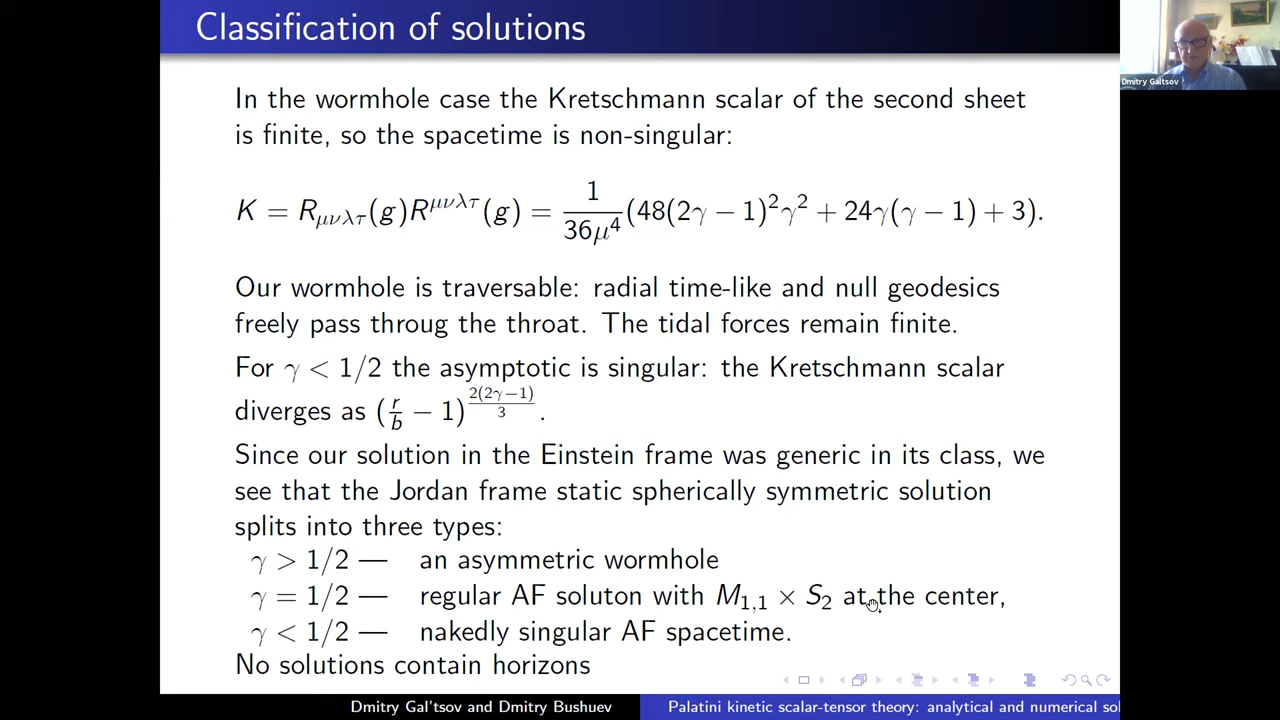 Classification of solutions
Dmitry Galtsov
In the wormhole case the Kretschmann scalar of the second sheet
is finite, so the spacetime is non-singular:
K = R_{μνλτ}(g)R^{μνλτ}(g) = \frac{1}{36μ^4}(48(2γ − 1)^2γ^2 + 24γ(γ − 1) + 3).
Our wormhole is traversable: radial time-like and null geodesics
freely pass throug the throat. The tidal forces remain finite.
For γ < 1/2 the asymptotic is singular: the Kretschmann scalar
diverges as (\frac{r}{b} − 1)^{\frac{2(2γ−1)}{3}}.
Since our solution in the Einstein frame was generic in its class, we
see that the Jordan frame static spherically symmetric solution
splits into three types:
γ > 1/2 — an asymmetric wormhole
γ = 1/2 — regular AF soluton with M_{1,1} × S_2 at the center,
γ < 1/2 — nakedly singular AF spacetime.
No solutions contain horizons
Dmitry Gal'tsov and Dmitry Bushuev
Palatini kinetic scalar-tensor theory: analytical and numerical sol